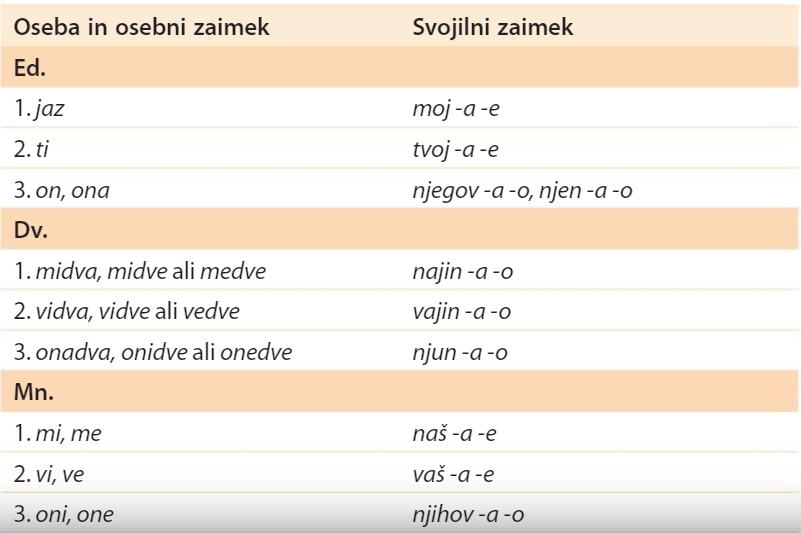 Oseba in osebni zaimek Svojilni zaimek
Ed.
1. jaz moj -a -e
2. ti tvoj -a -e
3. on, ona njegov -a -o, njen -a -o
Dv.
1. midva, midve ali medve najin -a -o
2. vidva, vidve ali vedve vajin -a -o
3. onadva, onidve ali onedve njun -a -o
Mn.
1. mi, me naš -a -e
2. vi, ve vaš -a -e
3. oni, one njihov -a -o